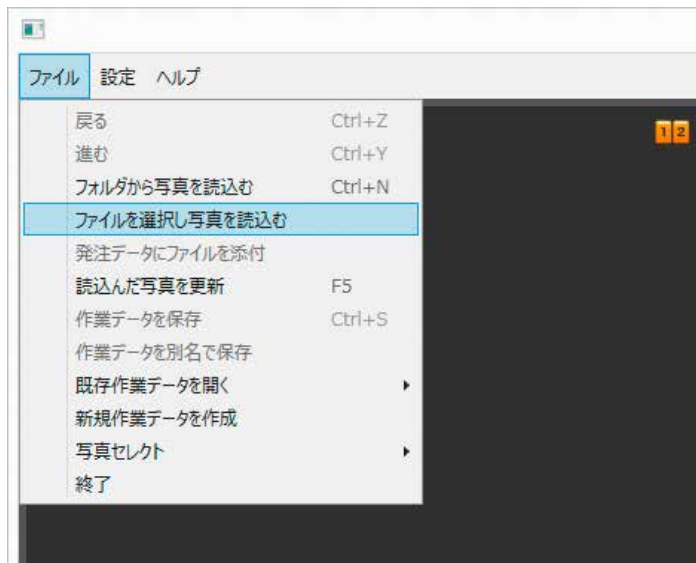 ファイル 設定 ヘルプ
戻る Ctrl+Z
進む Ctrl+Y
フォルダから写真を読込む Ctrl+N
ファイルを選択し写真を読込む
発注データにファイルを添付
読込んだ写真を更新 F5
作業データを保存 Ctrl+S
作業データを別名で保存
既存作業データを開く
新規作業データを作成
写真セレクト
終了
12